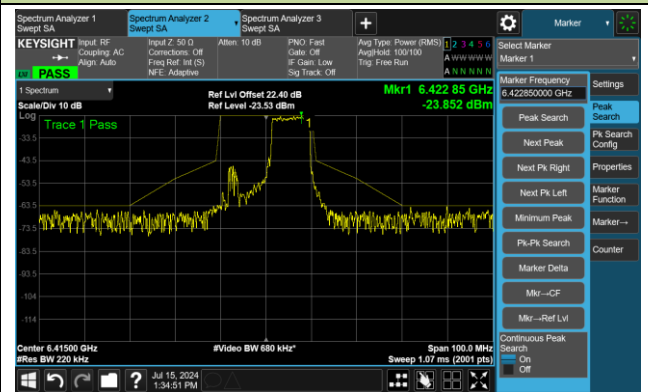 Spectrum Analyzer 1
Swept SA
Spectrum Analyzer 2
Swept SA
Spectrum Analyzer 3
Swept SA
Marker
KEYSIGHT
Input: RF
Coupling: AC
Align: Auto
Input Z: 50 Ω
Corrections: Off
Freq Ref: Int (S)
NFE: Adaptive
Atten: 10 dB
PNO: Fast
Gate: Off
IF Gain: Low
Sig Track: Off
Avg Type: Power (RMS)
Avg|Hold: 100/100
Trig: Free Run
1 2 3 4 5 6
A W W W W W
A N N N N N
PASS
Select Marker
Marker 1
1 Spectrum
Scale/Div 10 dB
Ref Lvl Offset 22.40 dB
Ref Level -23.53 dBm
Mkr1 6.422 85 GHz
-23.852 dBm
Log
Trace 1 Pass
-33.5
-43.5
-53.5
-63.5
-73.5
-83.5
-93.5
-104
-114
Center 6.41500 GHz
#Res BW 220 kHz
#Video BW 680 kHz*
Span 100.0 MHz
Sweep 1.07 ms (2001 pts)
Marker Frequency
6.422850000 GHz
Peak Search
Next Peak
Next Pk Right
Next Pk Left
Minimum Peak
Pk-Pk Search
Marker Delta
Mkr→CF
Mkr→Ref Lvl
Continuous Peak
Search
On
Off
Settings
Peak
Search
Pk Search
Config
Properties
Marker
Function
Marker→
Counter
?
Jul 15, 2024
1:34:51 PM